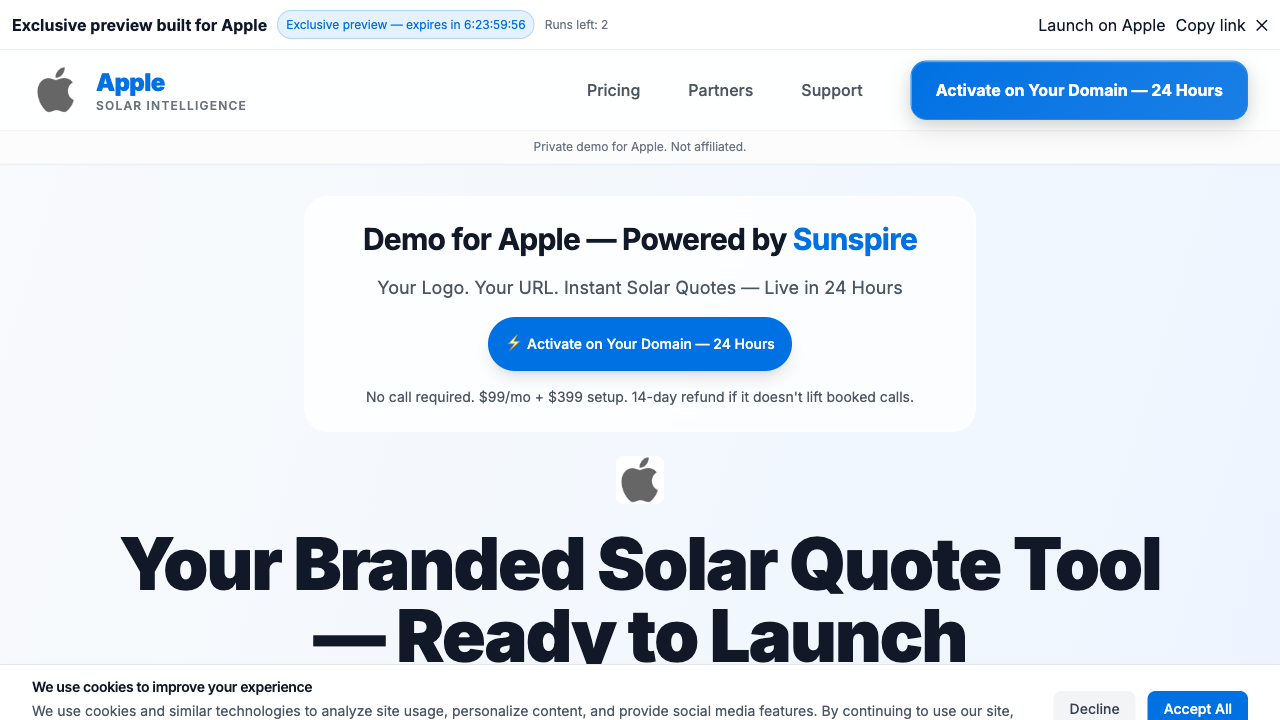 Exclusive preview built for Apple
Exclusive preview — expires in 6:23:59:56
Runs left: 2
Launch on Apple
Copy link
Apple
SOLAR INTELLIGENCE
Pricing
Partners
Support
Activate on Your Domain — 24 Hours
Private demo for Apple. Not affiliated.
Demo for Apple — Powered by Sunspire
Your Logo. Your URL. Instant Solar Quotes — Live in 24 Hours
⚡ Activate on Your Domain — 24 Hours
No call required. $99/mo + $399 setup. 14-day refund if it doesn't lift booked calls.
Your Branded Solar Quote Tool
— Ready to Launch
We use cookies to improve your experience
We use cookies and similar technologies to analyze site usage, personalize content, and provide social media features. By continuing to use our site,
Decline
Accept All